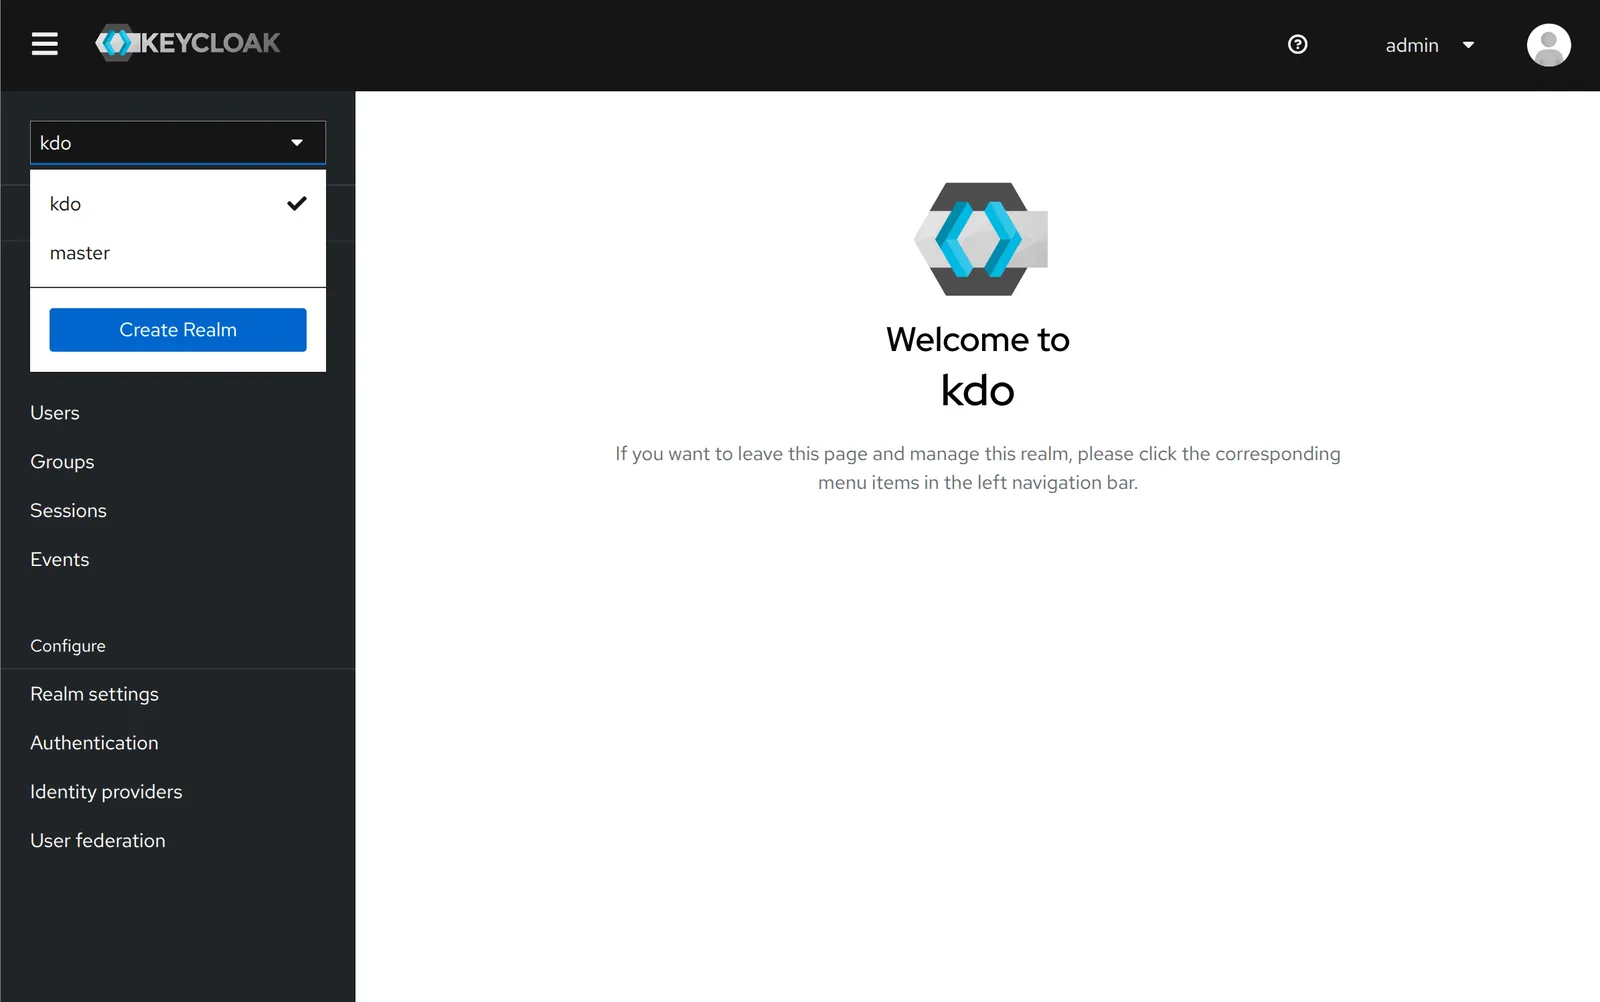 KEYCLOAK
admin
kdo
kdo
master
Create Realm
Users
Groups
Sessions
Events
Configure
Realm settings
Authentication
Identity providers
User federation
Welcome to
kdo
If you want to leave this page and manage this realm, please click the corresponding
menu items in the left navigation bar.